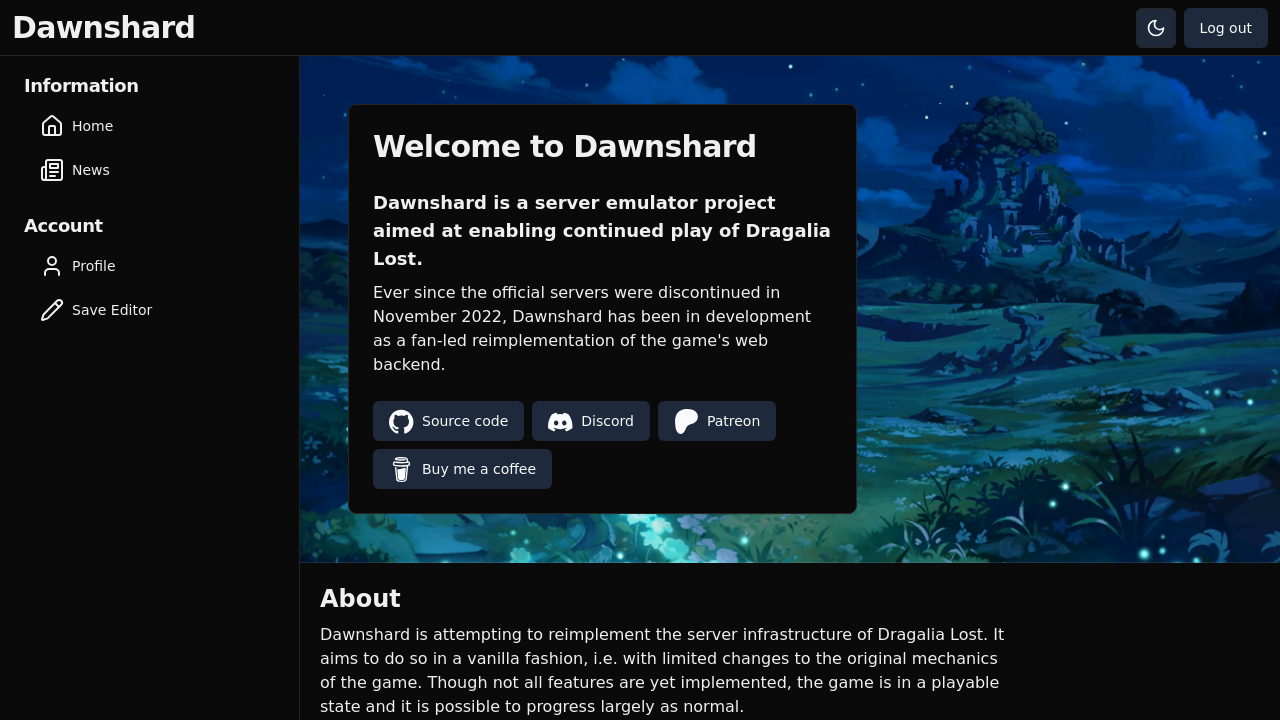 Dawnshard
Log out
Information
Home
News
Account
Profile
Save Editor
Welcome to Dawnshard
Dawnshard is a server emulator project
aimed at enabling continued play of Dragalia
Lost.
Ever since the official servers were discontinued in
November 2022, Dawnshard has been in development
as a fan-led reimplementation of the game's web
backend.
Source code
Discord
Patreon
Buy me a coffee
About
Dawnshard is attempting to reimplement the server infrastructure of Dragalia Lost. It
aims to do so in a vanilla fashion, i.e. with limited changes to the original mechanics
of the game. Though not all features are yet implemented, the game is in a playable
state and it is possible to progress largely as normal.